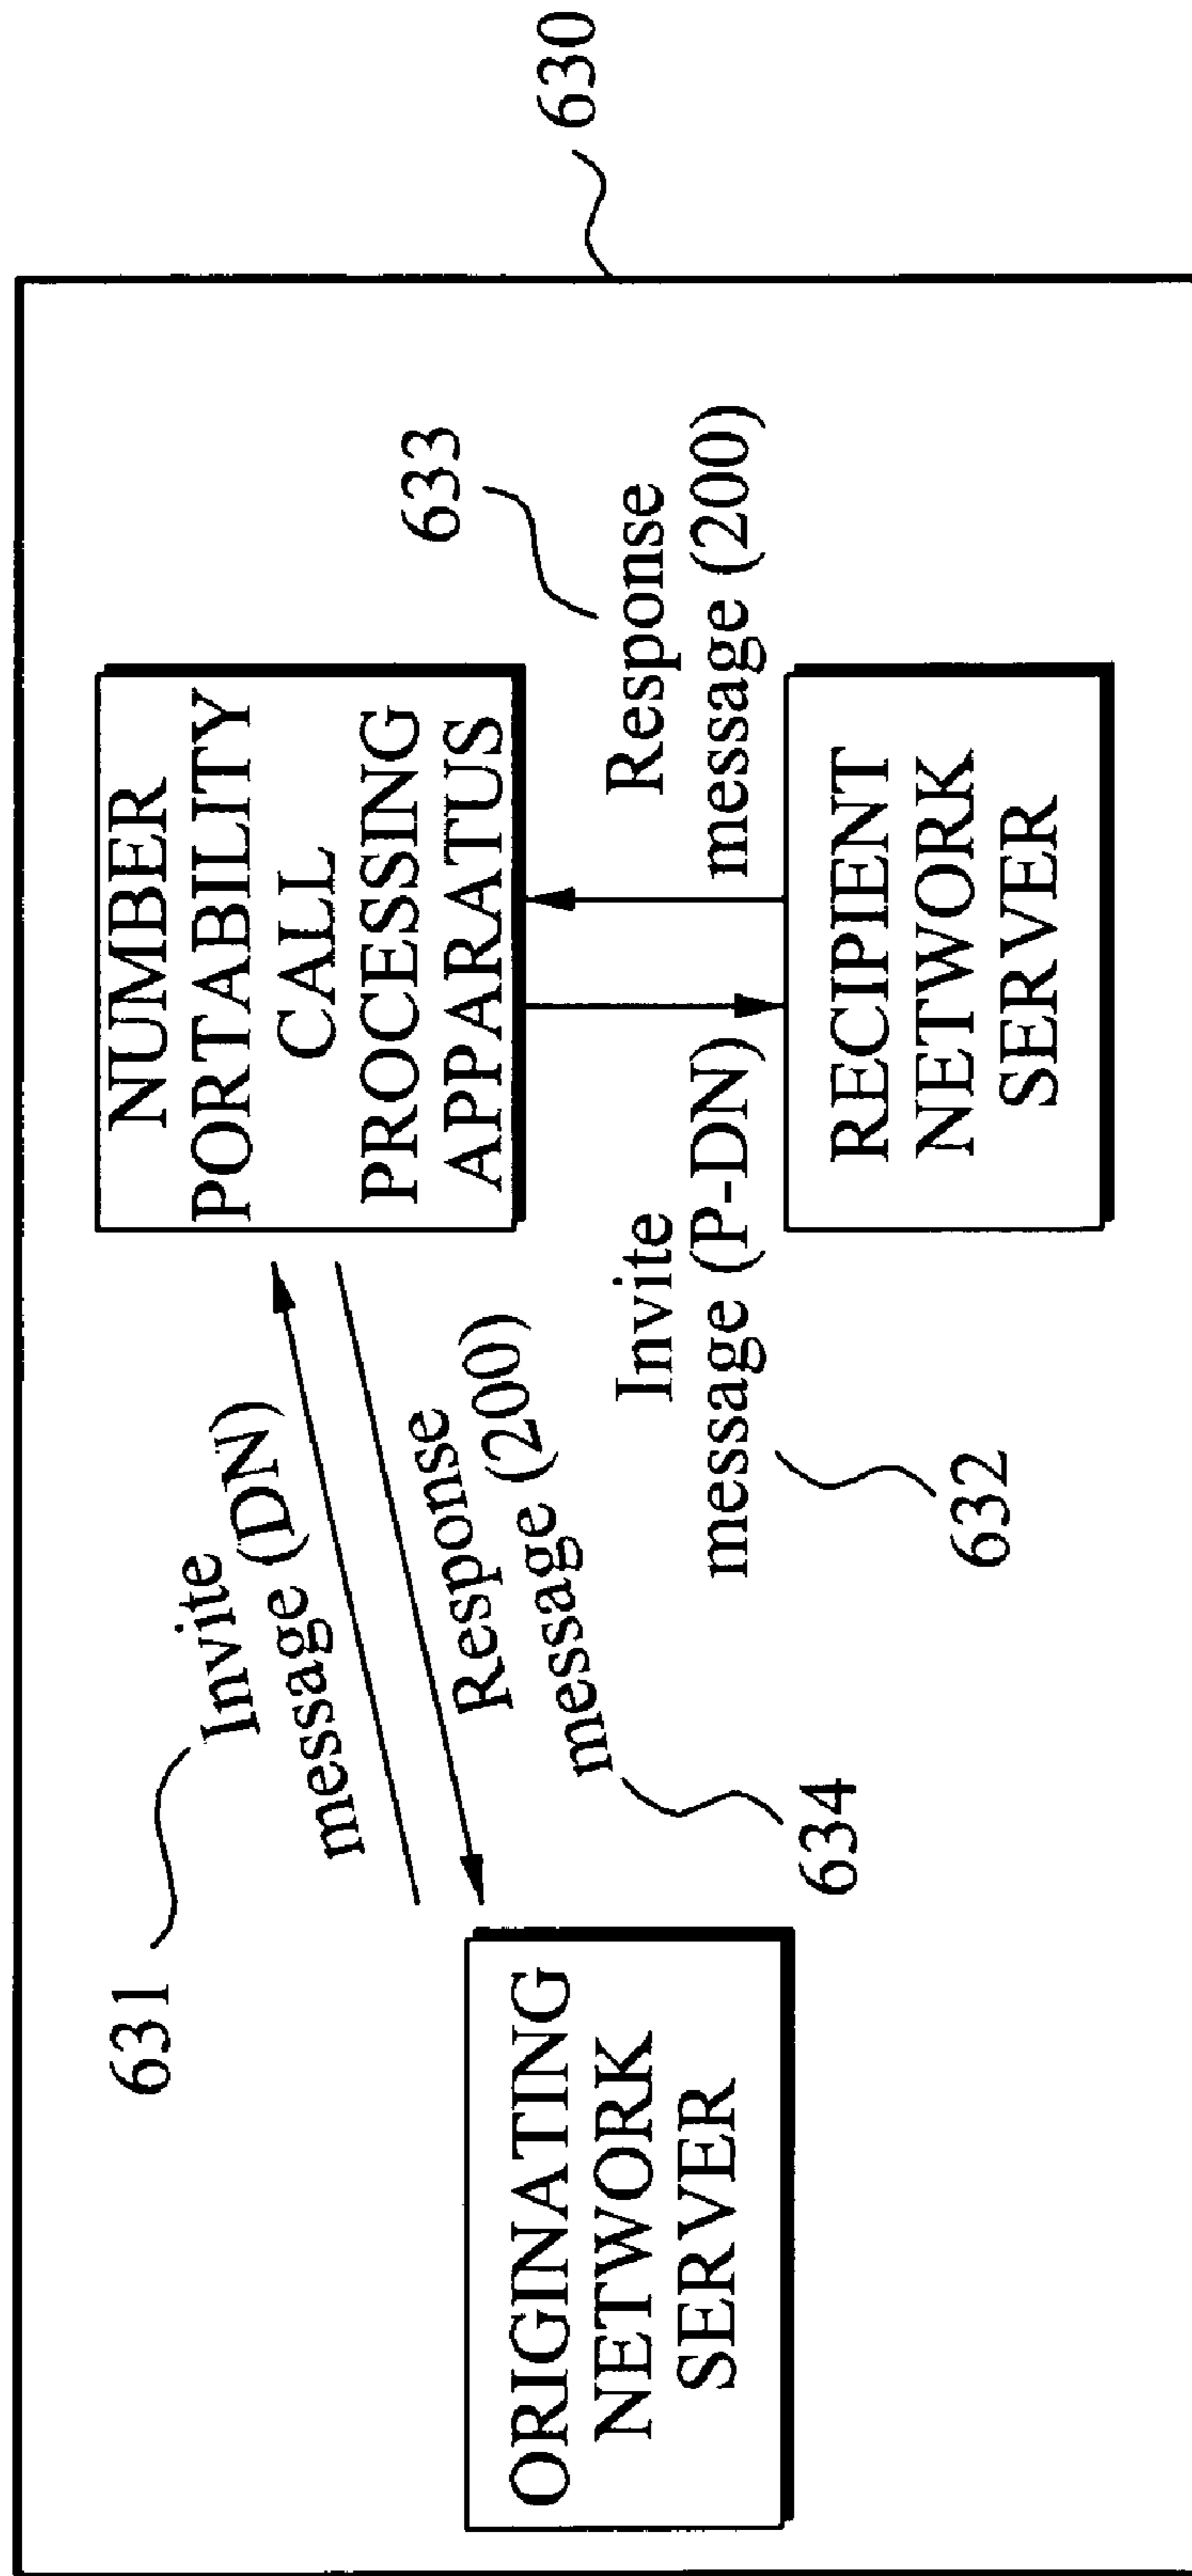 630
631
Invite
message (DN)
Response
message (200)
634
NUMBER
PORTABILITY
CALL
PROCESSING
APPARATUS
633
Response
message (200)
Invite
message (P-DN)
632
ORIGINATING
NETWORK
SERVER
RECIPIENT
NETWORK
SERVER